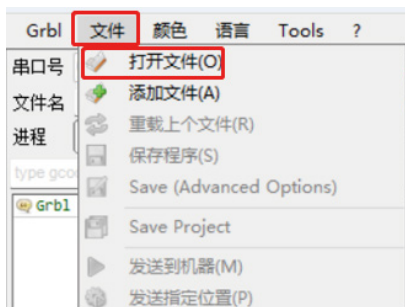 Grbl 文件 颜色 语言 Tools ?
串口号
打开文件(O)
文件名
添加文件(A)
进程
重载上个文件(R)
保存程序(S)
type gco
Save (Advanced Options)
Grbl
Save Project
发送到机器(M)
发送指定位置(P)